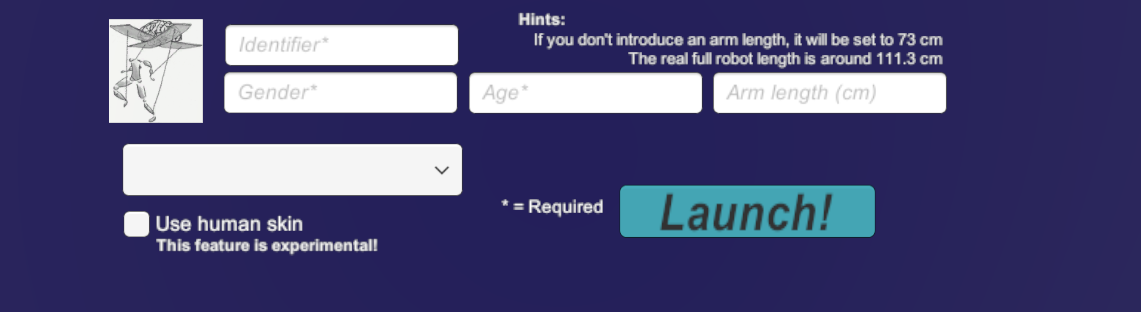 Hints:
If you don't introduce an arm length, it will be set to 73 cm
The real full robot length is around 111.3 cm
Identifier*
Gender*
Age*
Arm length (cm)
* = Required
Launch!
Use human skin
This feature is experimental!